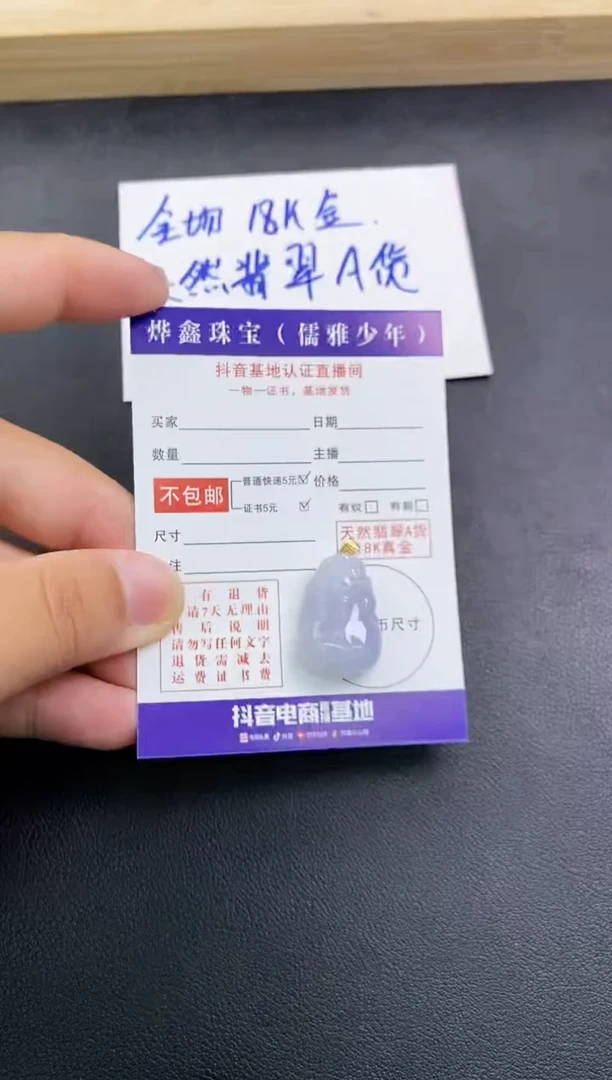 全场 18K金.
然翡翠A货
烨鑫珠宝（儒雅少年）
抖音基地认证直播间
一物一证书，基地发货
买家 日期
数量 主播
不包邮 普通快递5元☑ 价格
证书5元 ☑ 有纹□ 有裂□
尺寸
天然翡翠A货
18K真金
注
有退货
请7天无理由
售后说明
请勿写任何文字
退货需减去
运费证书费
币尺寸
抖音电商基地